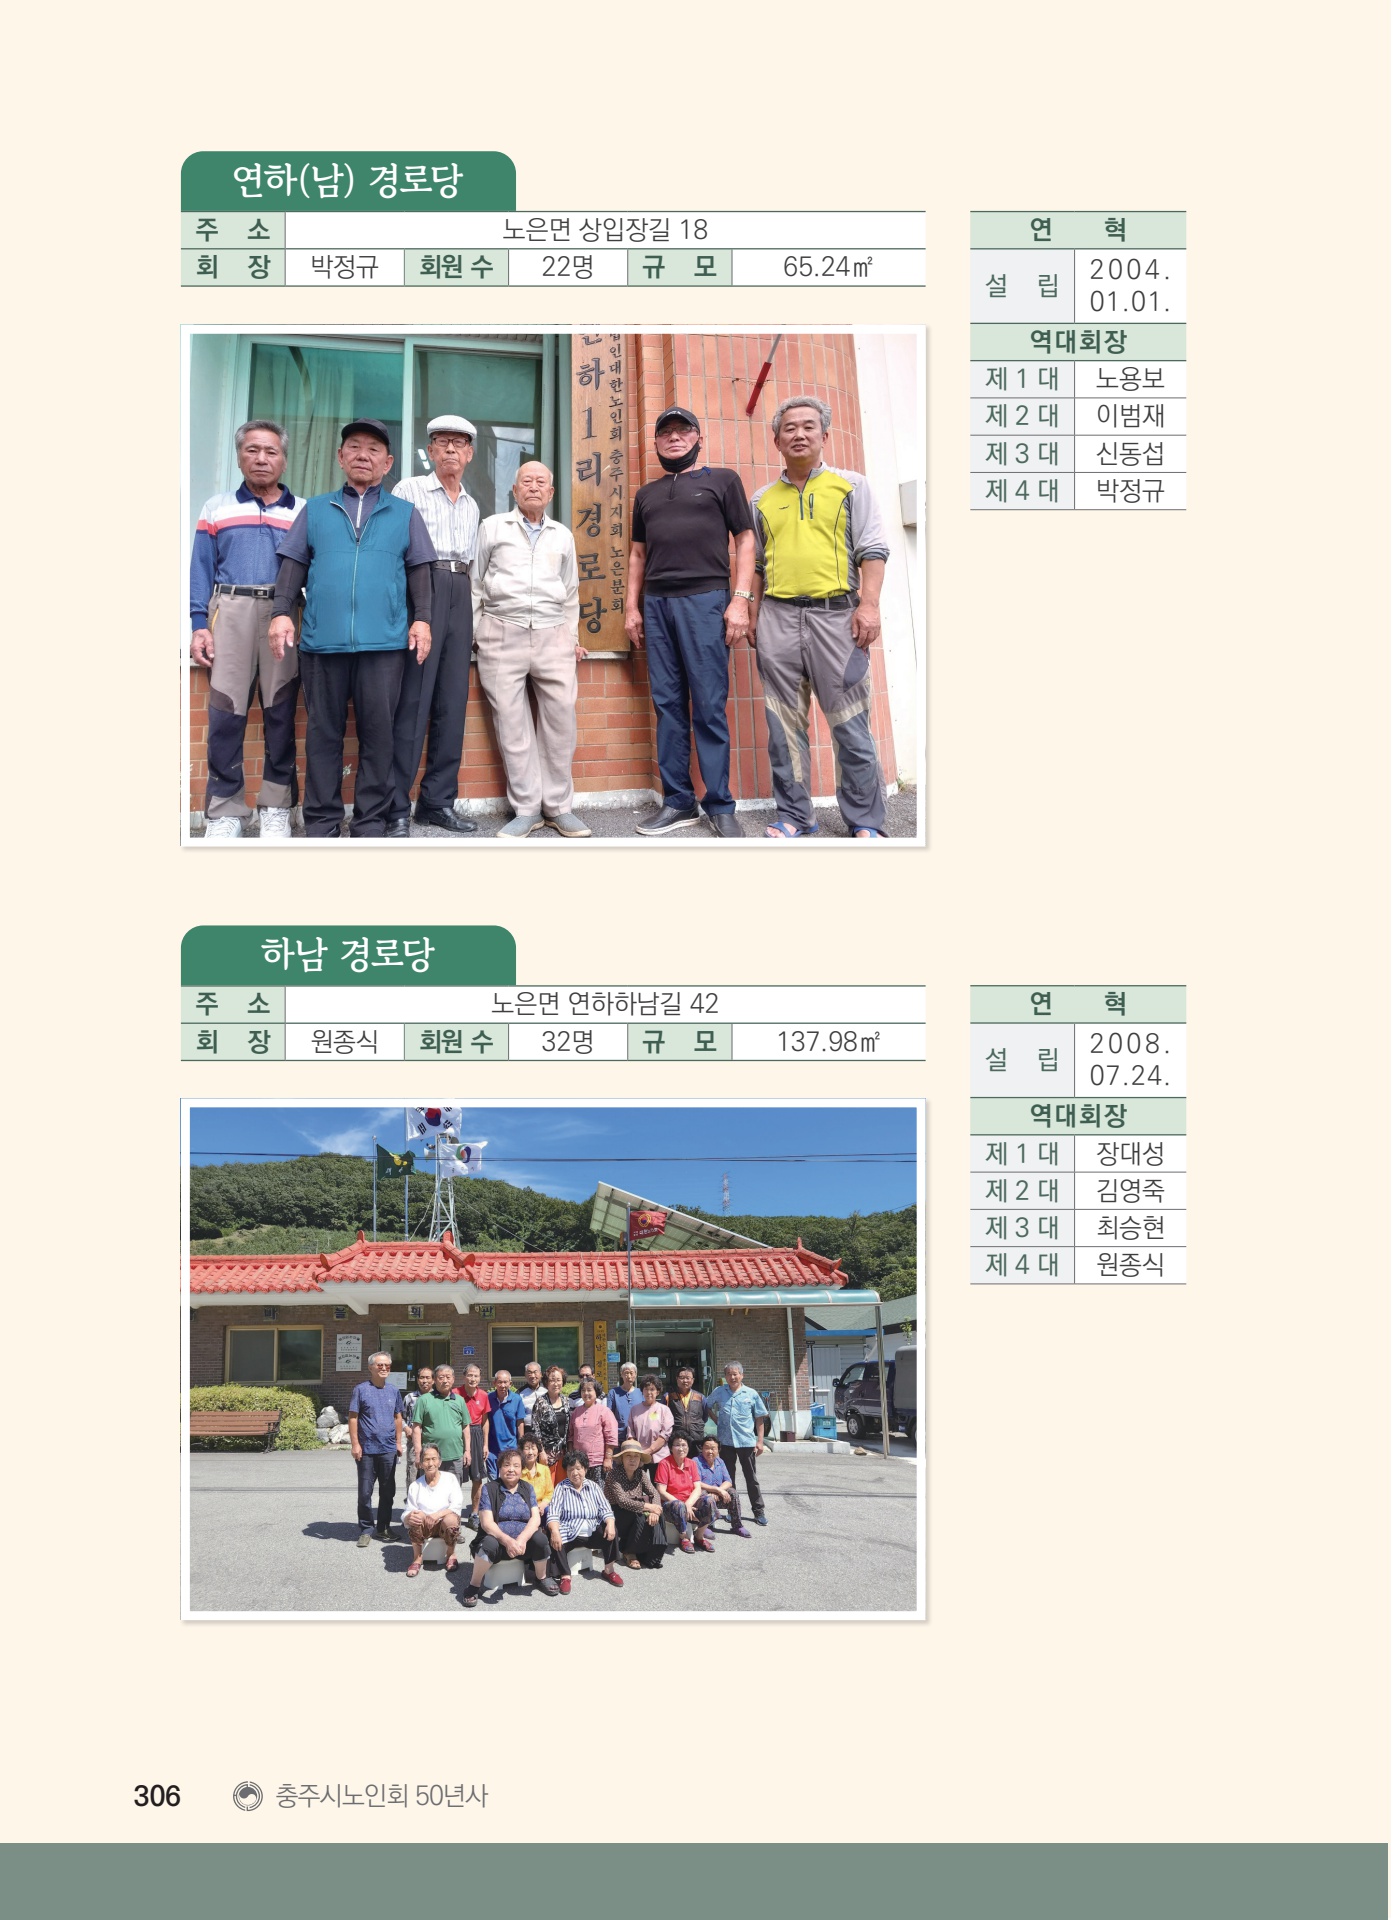 연하(남) 경로당
주 소 노은면 상입장길 18
회 장 박정규 회원 수 22명 규 모 65.24㎡
연 혁
설 립 2004.
01.01.
역대회장
제 1 대 노용보
제 2 대 이범재
제 3 대 신동섭
제 4 대 박정규
인대한노인회 충주시지회 노은분회
하1리경로당
하남 경로당
주 소 노은면 연하하남길 42
회 장 원종식 회원 수 32명 규 모 137.98㎡
연 혁
설 립 2008.
07.24.
역대회장
제 1 대 장대성
제 2 대 김영죽
제 3 대 최승현
제 4 대 원종식
마을회관
하남 경
306 충주시노인회 50년사